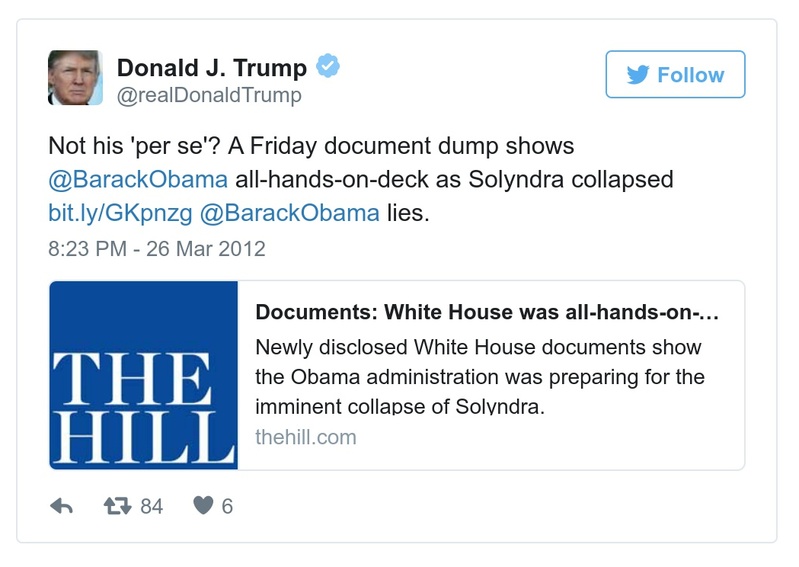 Donald J. Trump
@realDonaldTrump
Follow
Not his 'per se'? A Friday document dump shows
@BarackObama all-hands-on-deck as Solyndra collapsed
bit.ly/GKpnzg @BarackObama lies.
8:23 PM - 26 Mar 2012
THE
HILL
Documents: White House was all-hands-on-…
Newly disclosed White House documents show
the Obama administration was preparing for the
imminent collapse of Solyndra.
thehill.com
84
6